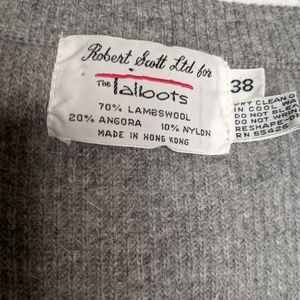 Robert Scott Ltd for
The Talbots
70% LAMBSWOOL
20% ANGORA 10% NYLON
MADE IN HONG KONG
38
DRY CLEAN O
IN COOL WA
DO NOT BLE
DO NOT WRIN
RESHAPE-D
RN 65426